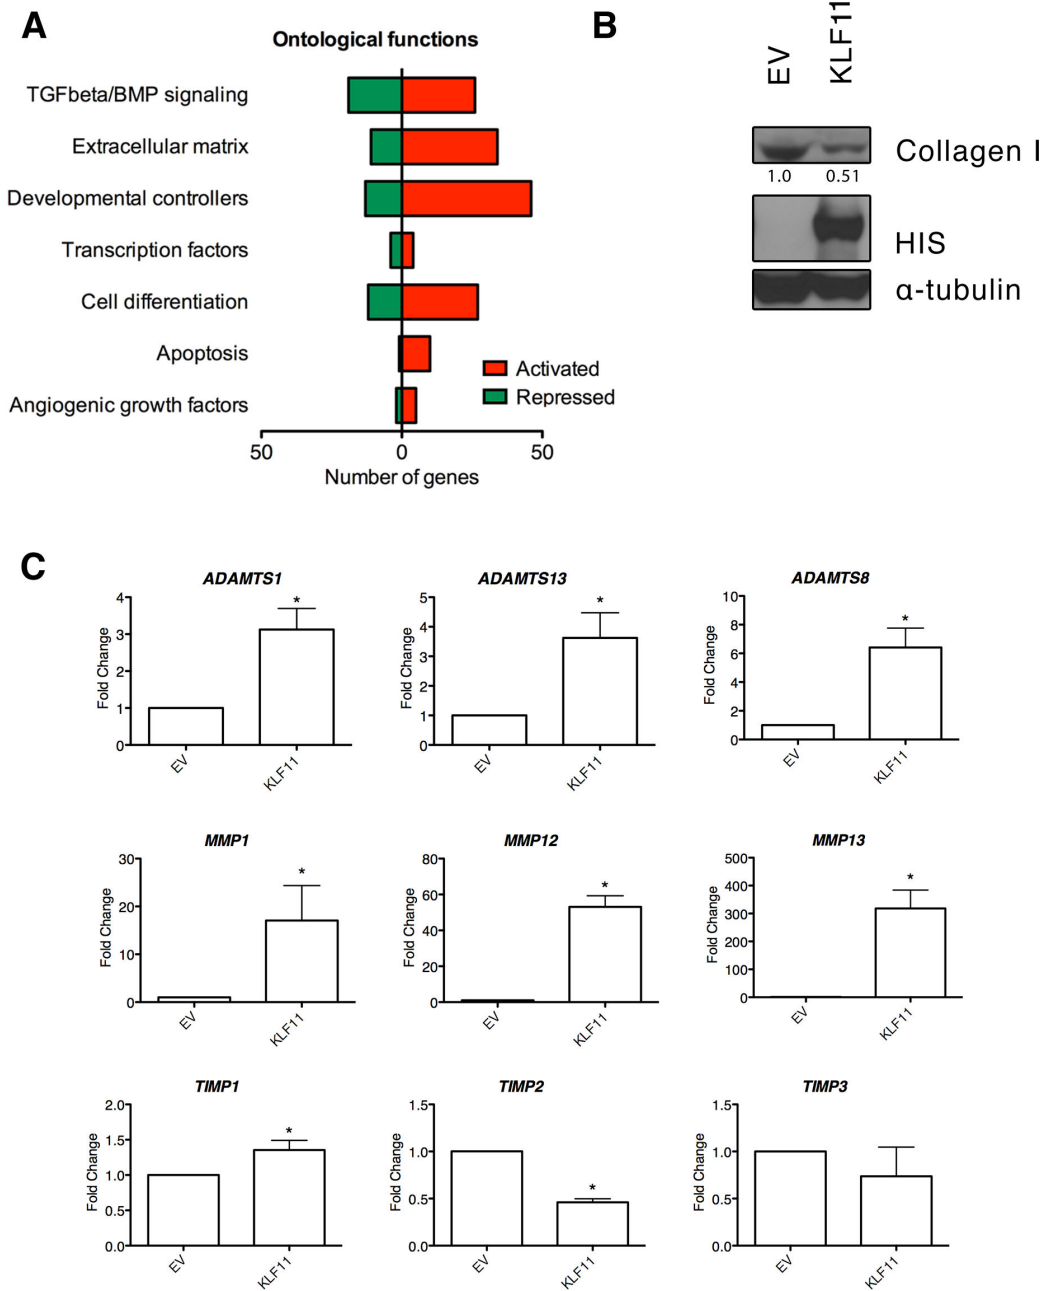 A
Ontological functions
TGFbeta/BMP signaling
Extracellular matrix
Developmental controllers
Transcription factors
Cell differentiation
Apoptosis
Angiogenic growth factors
Activated
Repressed
50 0 50
Number of genes
B
EV KLF11
Collagen I
1.0 0.51
HIS
α-tubulin
C
ADAMTS1
Fold Change
4
3
2
1
0
EV KLF11
ADAMTS13
Fold Change
5
4
3
2
1
0
EV KLF11
ADAMTS8
Fold Change
10
8
6
4
2
0
EV KLF11
MMP1
Fold Change
30
20
10
0
EV KLF11
MMP12
Fold Change
80
60
40
20
0
EV KLF11
MMP13
Fold Change
500
400
300
200
100
0
EV KLF11
TIMP1
Fold Change
2.0
1.5
1.0
0.5
0.0
EV KLF11
TIMP2
Fold Change
1.5
1.0
0.5
0.0
EV KLF11
TIMP3
Fold Change
1.5
1.0
0.5
0.0
EV KLF11